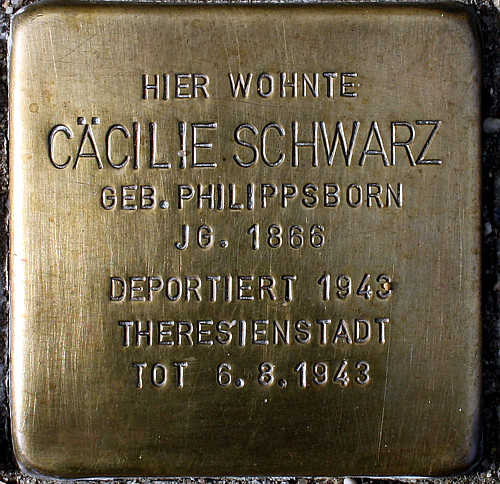 HIER WOHNTE
CÄCILIE SCHWARZ
GEB. PHILIPPSBORN
JG. 1866
DEPORTIERT 1943
THERESIENSTADT
TOT 6.8.1943